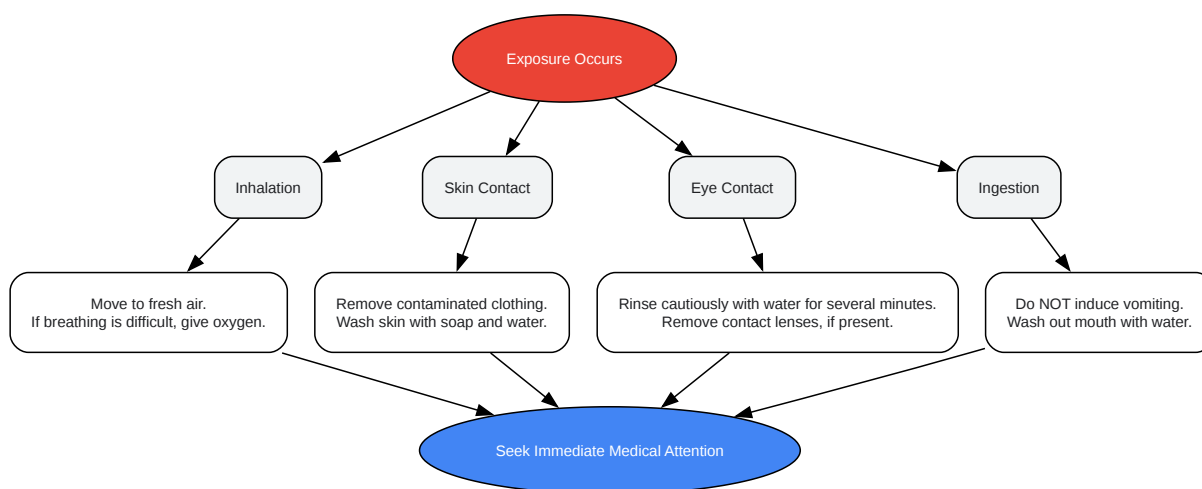 Exposure Occurs
Inhalation
Skin Contact
Eye Contact
Ingestion
Move to fresh air.
If breathing is difficult, give oxygen.
Remove contaminated clothing.
Wash skin with soap and water.
Rinse cautiously with water for several minutes.
Remove contact lenses, if present.
Do NOT induce vomiting.
Wash out mouth with water.
Seek Immediate Medical Attention